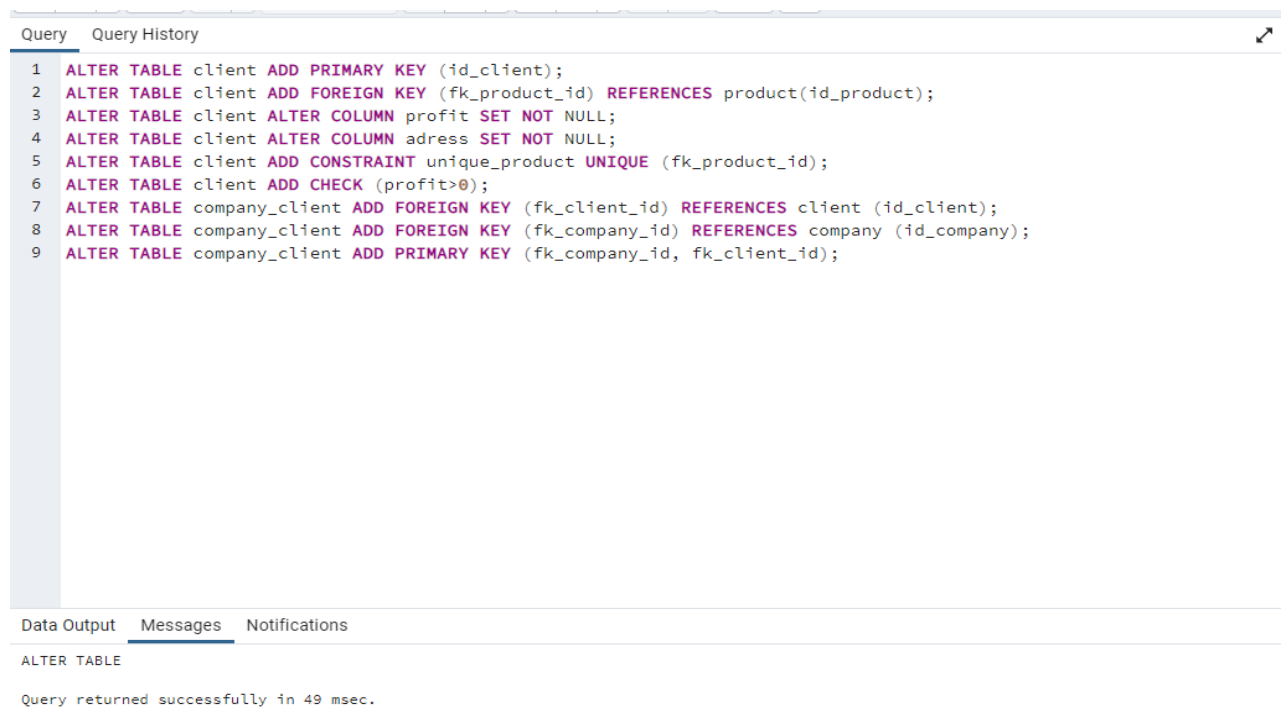 Query Query History
1 ALTER TABLE client ADD PRIMARY KEY (id_client);
2 ALTER TABLE client ADD FOREIGN KEY (fk_product_id) REFERENCES product(id_product);
3 ALTER TABLE client ALTER COLUMN profit SET NOT NULL;
4 ALTER TABLE client ALTER COLUMN adress SET NOT NULL;
5 ALTER TABLE client ADD CONSTRAINT unique_product UNIQUE (fk_product_id);
6 ALTER TABLE client ADD CHECK (profit>0);
7 ALTER TABLE company_client ADD FOREIGN KEY (fk_client_id) REFERENCES client (id_client);
8 ALTER TABLE company_client ADD FOREIGN KEY (fk_company_id) REFERENCES company (id_company);
9 ALTER TABLE company_client ADD PRIMARY KEY (fk_company_id, fk_client_id);
Data Output Messages Notifications
ALTER TABLE
Query returned successfully in 49 msec.